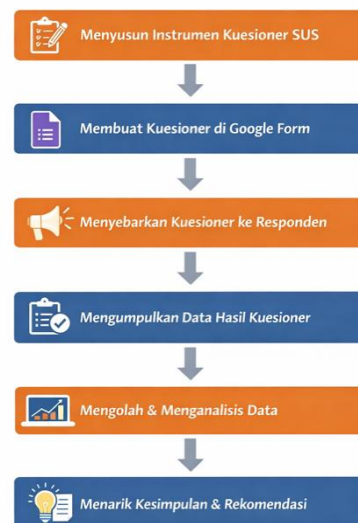 Menyusun Instrumen Kuesioner SUS
Membuat Kuesioner di Google Form
Menyebarkan Kuesioner ke Responden
Mengumpulkan Data Hasil Kuesioner
Mengolah & Menganalisis Data
Menarik Kesimpulan & Rekomendasi